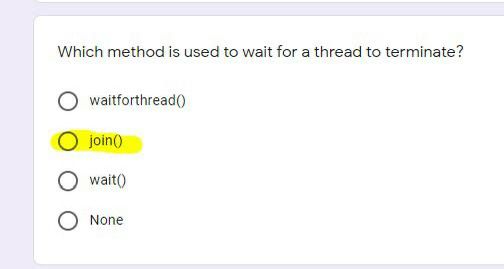 Which method is used to wait for a thread to terminate?
waitforthread()
join()
wait()
None